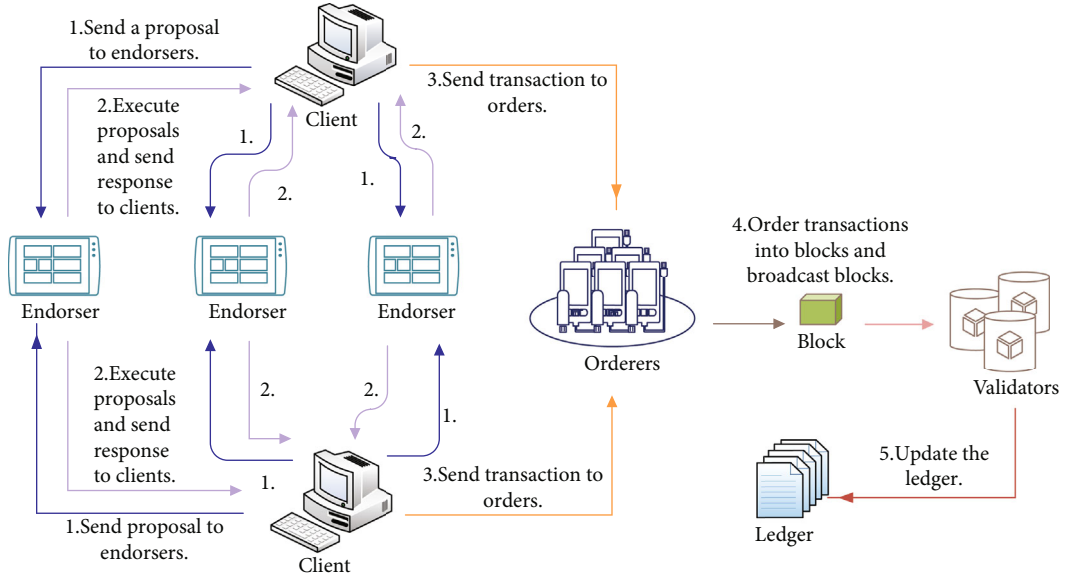 1.Send a proposal
to endorsers.
Client
2.Execute
proposals
and send
response
to clients.
1.
2.
1.
2.
3.Send transaction to
orders.
Endorser
Endorser
Endorser
Orderers
4.Order transactions
into blocks and
broadcast blocks.
Block
Validators
2.Execute
proposals
and send
response
to clients.
2.
2.
1.
1.
1.Send proposal to
endorsers.
Client
3.Send transaction to
orders.
5.Update the
ledger.
Ledger